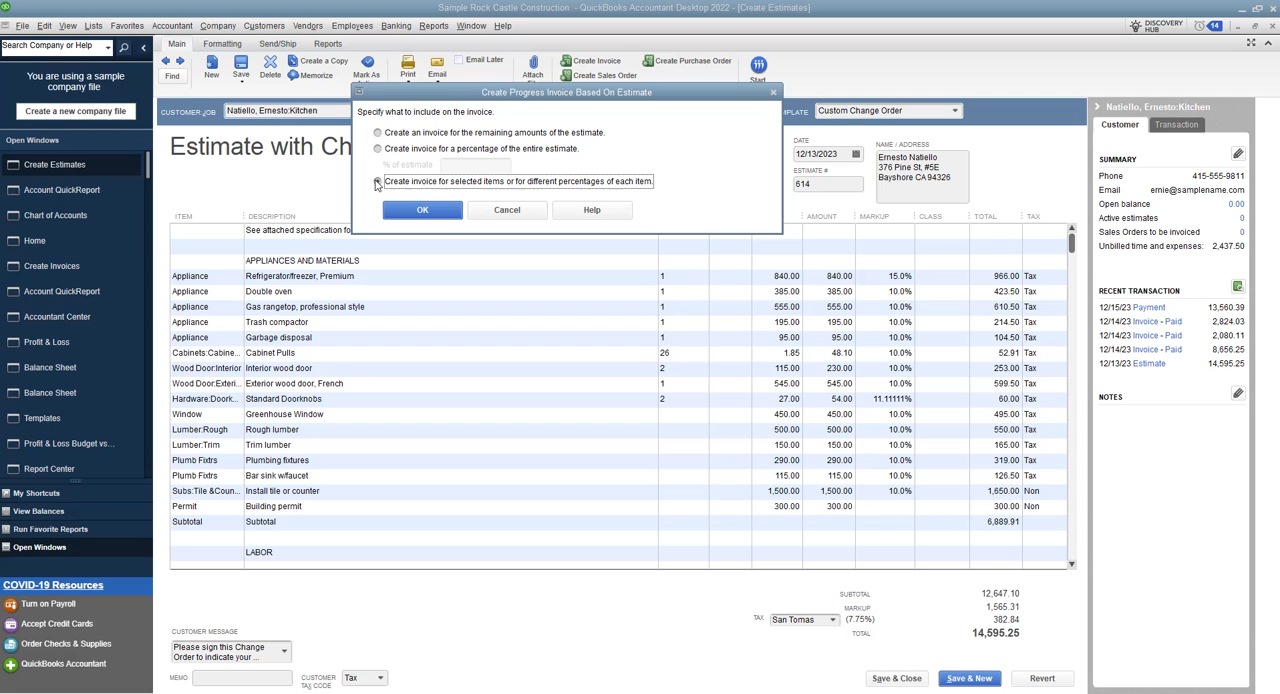 Sample Rock Castle Construction - QuickBooks Accountant Desktop 2022 - [Create Estimates]
File Edit View Lists Favorites Accountant Company Customers Vendors Employees Banking Reports Window Help
DISCOVERY HUB 14
Search Company or Help
Main Formatting Send/Ship Reports
Find New Save Delete Create a Copy Memorize Mark As Print Email Email Later Attach File Create Invoice Create Sales Order Create Purchase Order Start
You are using a sample company file
Create a new company file
Open Windows
Create Estimates
Account QuickReport
Chart of Accounts
Home
Create Invoices
Account QuickReport
Accountant Center
Profit & Loss
Balance Sheet
Balance Sheet
Templates
Profit & Loss Budget vs...
Report Center
My Shortcuts
View Balances
Run Favorite Reports
Open Windows
COVID-19 Resources
Turn on Payroll
Accept Credit Cards
Order Checks & Supplies
QuickBooks Accountant
Create Progress Invoice Based On Estimate
Specify what to include on the invoice.
Create an invoice for the remaining amounts of the estimate.
Create invoice for a percentage of the entire estimate.
% of estimate
Create invoice for selected items or for different percentages of each item.
OK Cancel Help
CUSTOMER:JOB Natiello, Ernesto:Kitchen
MPLATE Custom Change Order
Estimate with Ch
DATE
12/13/2023
ESTIMATE #
614
NAME / ADDRESS
Ernesto Natiello
376 Pine St, #5E
Bayshore CA 94326
ITEM DESCRIPTION AMOUNT MARKUP CLASS TOTAL TAX
See attached specification fo
APPLIANCES AND MATERIALS
Appliance Refrigerator/freezer, Premium 1 840.00 840.00 15.0% 966.00 Tax
Appliance Double oven 1 385.00 385.00 10.0% 423.50 Tax
Appliance Gas rangetop, professional style 1 555.00 555.00 10.0% 610.50 Tax
Appliance Trash compactor 1 195.00 195.00 10.0% 214.50 Tax
Appliance Garbage disposal 1 95.00 95.00 10.0% 104.50 Tax
Cabinets:Cabine... Cabinet Pulls 26 1.85 48.10 10.0% 52.91 Tax
Wood Door:Interior Interior wood door 2 115.00 230.00 10.0% 253.00 Tax
Wood Door:Exteri... Exterior wood door, French 1 545.00 545.00 10.0% 599.50 Tax
Hardware:Doork... Standard Doorknobs 2 27.00 54.00 11.11111% 60.00 Tax
Window Greenhouse Window 450.00 450.00 10.0% 495.00 Tax
Lumber:Rough Rough lumber 500.00 500.00 10.0% 550.00 Tax
Lumber:Trim Trim lumber 150.00 150.00 10.0% 165.00 Tax
Plumb Fixtrs Plumbing fixtures 290.00 290.00 10.0% 319.00 Tax
Plumb Fixtrs Bar sink w/faucet 115.00 115.00 10.0% 126.50 Tax
Subs:Tile &Coun... Install tile or counter 1,500.00 1,500.00 10.0% 1,650.00 Non
Permit Building permit 300.00 300.00 300.00 Non
Subtotal Subtotal 6,889.91
LABOR
SUBTOTAL 12,647.10
MARKUP 1,565.31
TAX San Tomas (7.75%) 382.84
TOTAL 14,595.25
CUSTOMER MESSAGE
Please sign this Change
Order to indicate your ...
MEMO
CUSTOMER TAX CODE Tax
Save & Close Save & New Revert
Natiello, Ernesto:Kitchen
Customer Transaction
SUMMARY
Phone 415-555-9811
Email ernie@samplename.com
Open balance 0.00
Active estimates 0
Sales Orders to be invoiced 0
Unbilled time and expenses: 2,437.50
RECENT TRANSACTION
12/15/23 Payment 13,560.39
12/14/23 Invoice - Paid 2,824.03
12/14/23 Invoice - Paid 2,080.11
12/14/23 Invoice - Paid 8,656.25
12/13/23 Estimate 14,595.25
NOTES